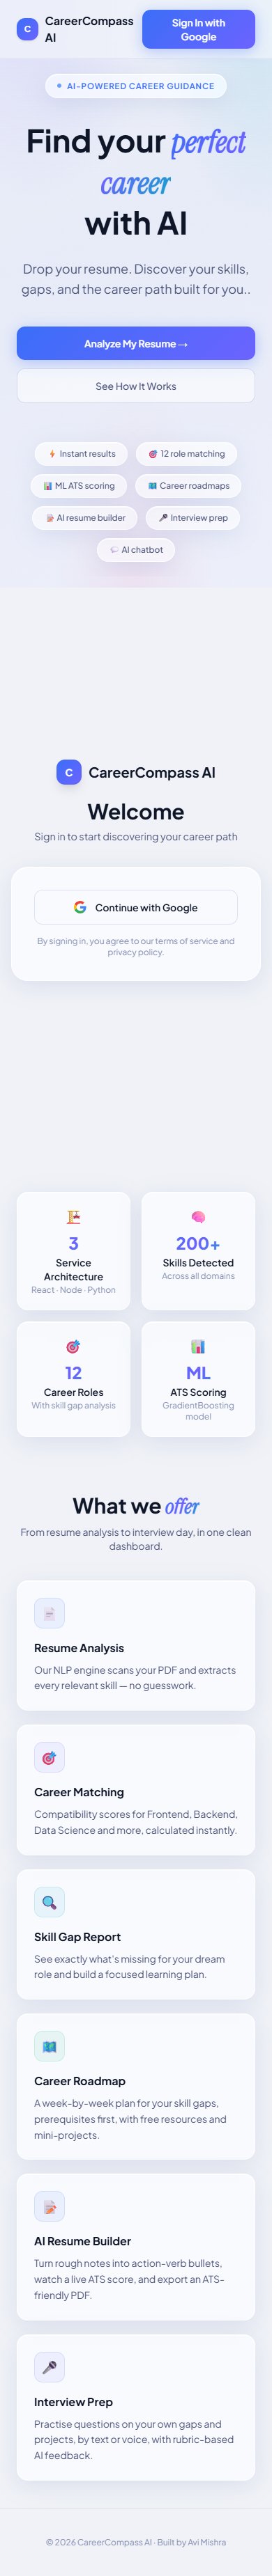 C
CareerCompass
AI
Sign In with
Google
AI-POWERED CAREER GUIDANCE
Find your perfect
career
with AI
Drop your resume. Discover your skills,
gaps, and the career path built for you..
Analyze My Resume →
See How It Works
Instant results
12 role matching
ML ATS scoring
Career roadmaps
AI resume builder
Interview prep
AI chatbot
C
CareerCompass AI
Welcome
Sign in to start discovering your career path
Continue with Google
By signing in, you agree to our terms of service and
privacy policy.
3
Service
Architecture
React · Node · Python
200+
Skills Detected
Across all domains
12
Career Roles
With skill gap analysis
ML
ATS Scoring
GradientBoosting
model
What we offer
From resume analysis to interview day, in one clean
dashboard.
Resume Analysis
Our NLP engine scans your PDF and extracts
every relevant skill — no guesswork.
Career Matching
Compatibility scores for Frontend, Backend,
Data Science and more, calculated instantly.
Skill Gap Report
See exactly what's missing for your dream
role and build a focused learning plan.
Career Roadmap
A week-by-week plan for your skill gaps,
prerequisites first, with free resources and
mini-projects.
AI Resume Builder
Turn rough notes into action-verb bullets,
watch a live ATS score, and export an ATS-
friendly PDF.
Interview Prep
Practise questions on your own gaps and
projects, by text or voice, with rubric-based
AI feedback.
© 2026 CareerCompass AI · Built by Avi Mishra